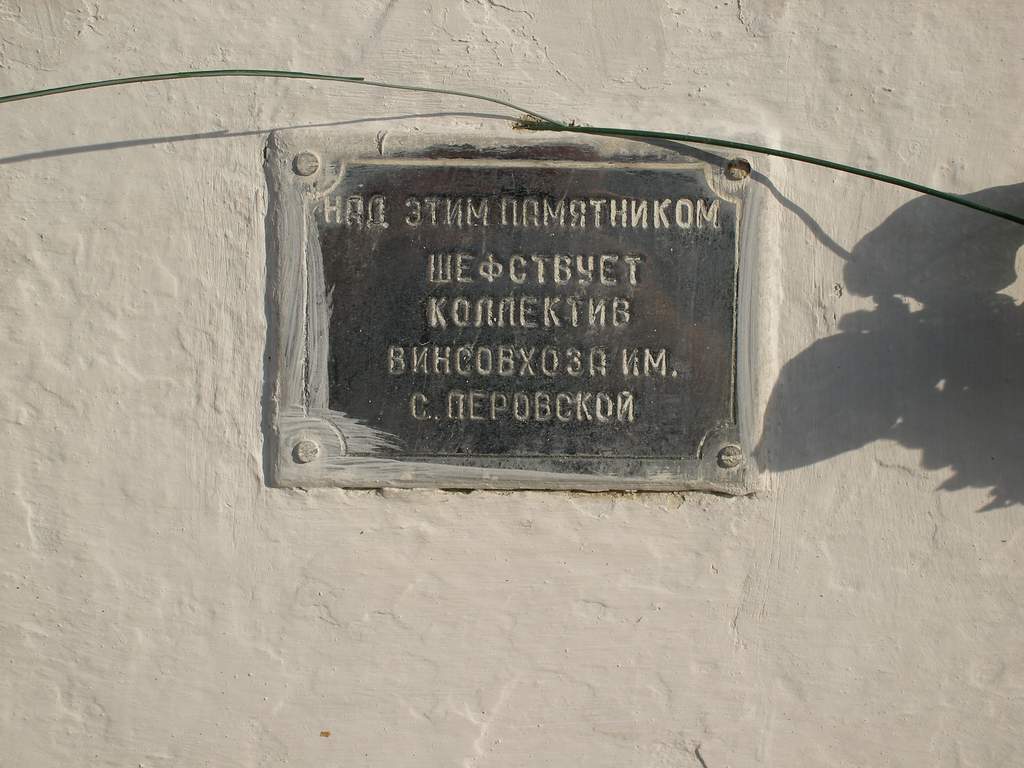 НАД ЭТИМ ПАМЯТНИКОМ
ШЕФСТВУЕТ
КОЛЛЕКТИВ
ВИНСОВХОЗА ИМ.
С. ПЕРОВСКОЙ